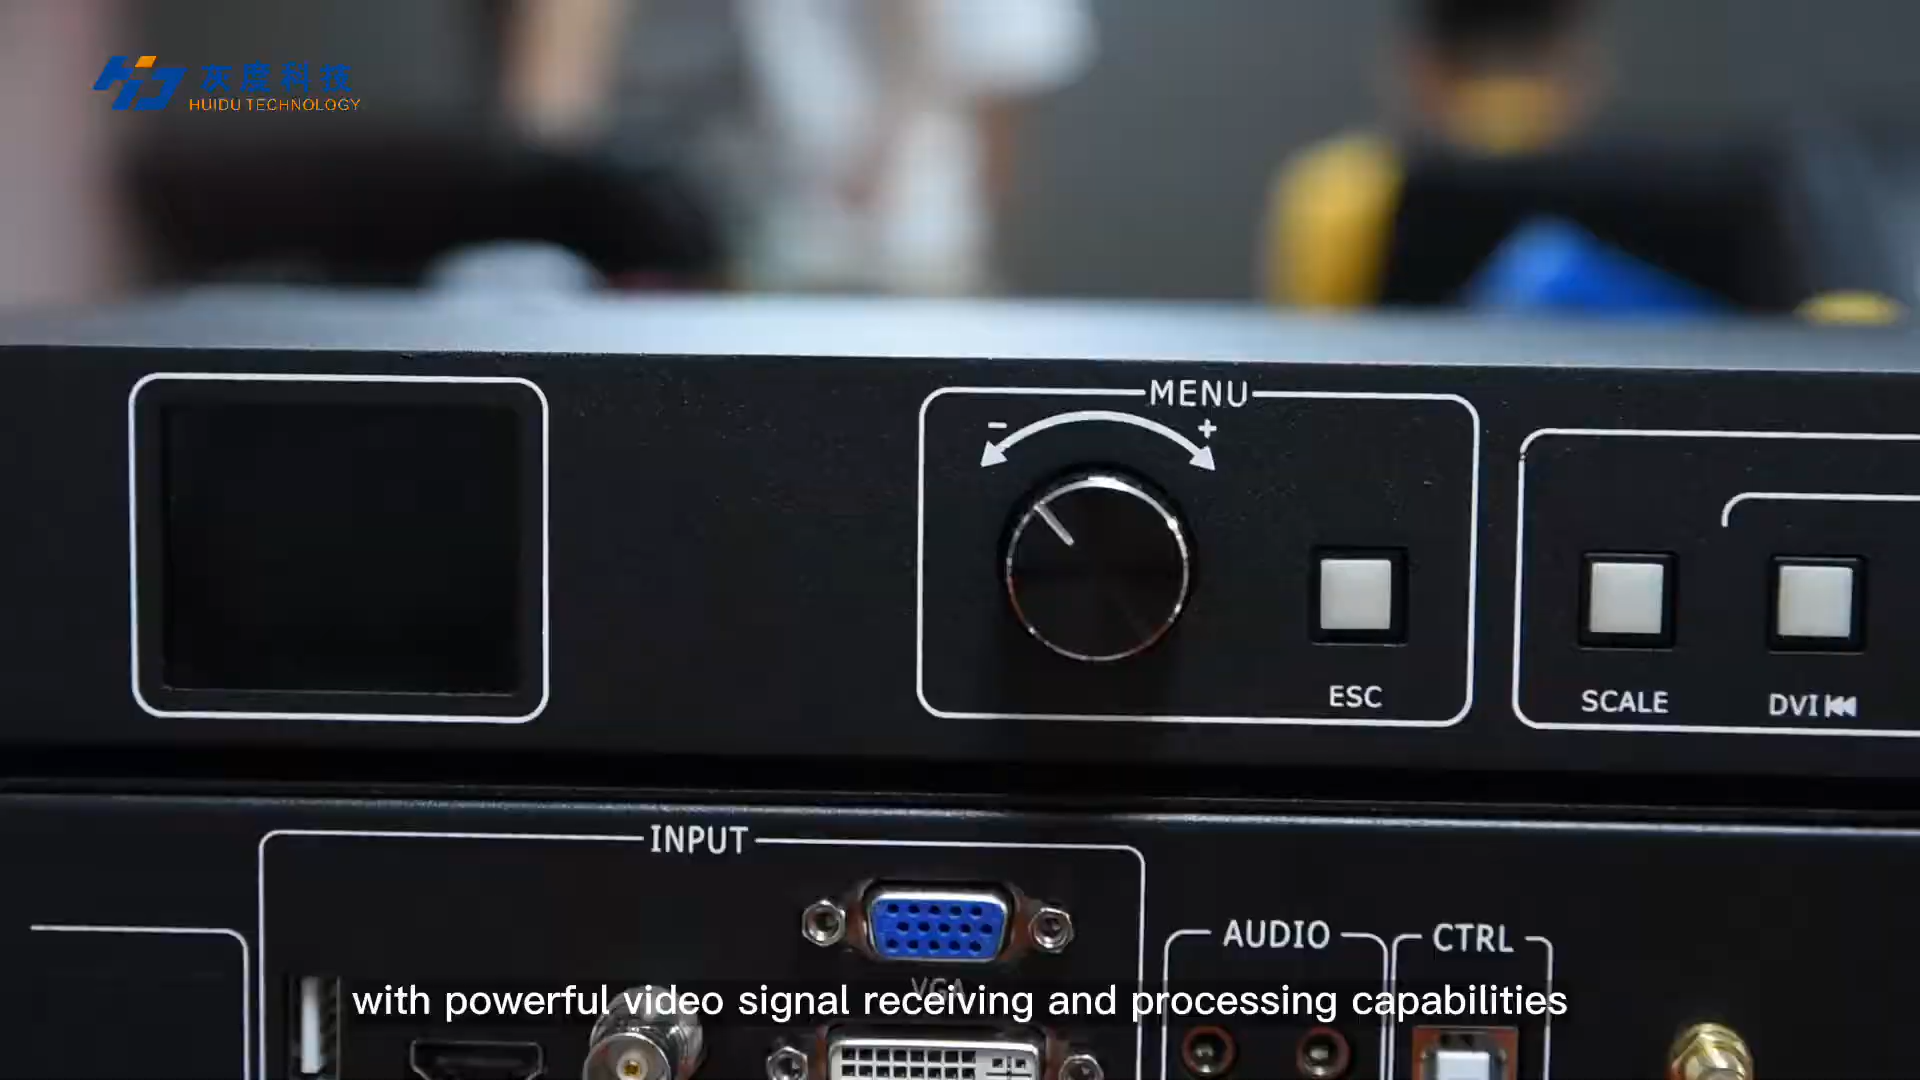 灰度科技
HUIDU TECHNOLOGY
MENU
- +
ESC
SCALE
DVI
INPUT
AUDIO
CTRL
VGA
with powerful video signal receiving and processing capabilities